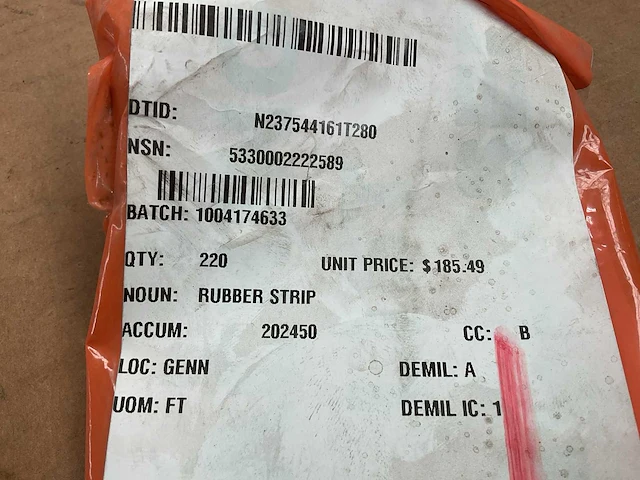 DTID: N237544161T280
NSN: 5330002222589
BATCH: 1004174633
QTY: 220 UNIT PRICE: $185.49
NOUN: RUBBER STRIP
ACCUM: 202450 CC: B
LOC: GENN DEMIL: A
UOM: FT DEMIL IC: 1